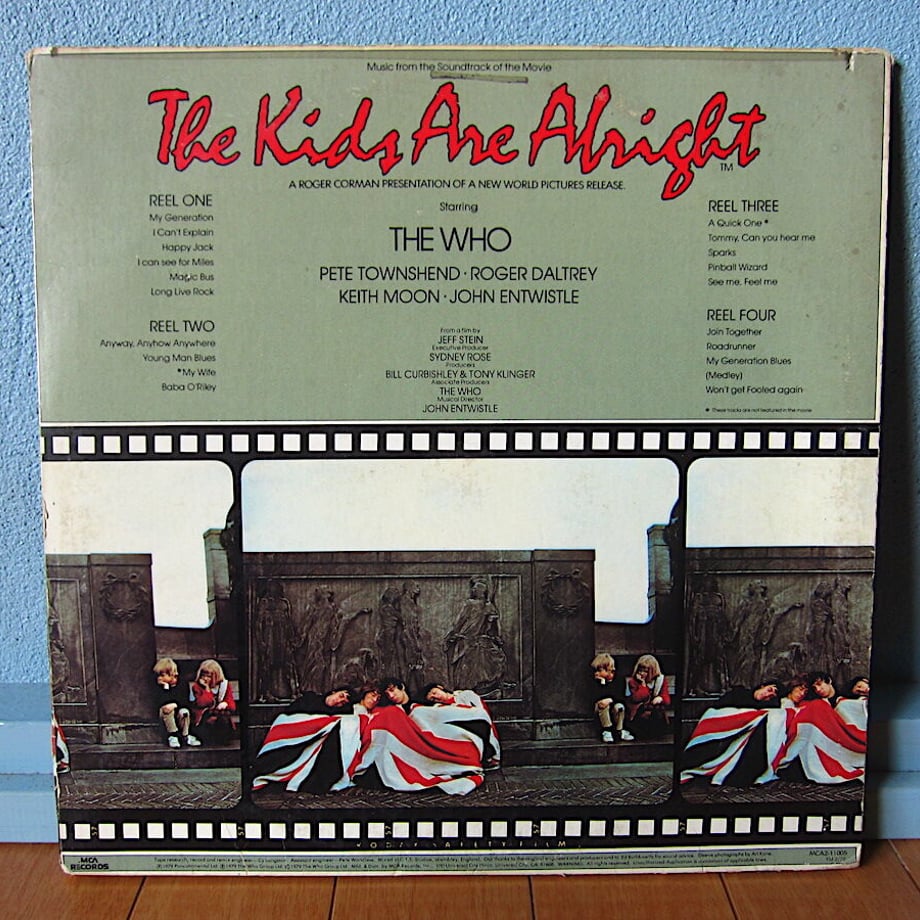 Music from the Soundtrack of the Movie
The Kids Are Alright
TM
A ROGER CORMAN PRESENTATION OF A NEW WORLD PICTURES RELEASE.
REEL ONE
My Generation
I Can't Explain
Happy Jack
I can see for Miles
Magic Bus
Long Live Rock
REEL TWO
Anyway, Anyhow Anywhere
Young Man Blues
*My Wife
Baba O'Riley
Starring
THE WHO
PETE TOWNSHEND · ROGER DALTREY
KEITH MOON · JOHN ENTWISTLE
From a film by
JEFF STEIN
Executive Producer
SYDNEY ROSE
Producers
BILL CURBISHLEY & TONY KLINGER
Associate Producers
THE WHO
Musical Director
JOHN ENTWISTLE
REEL THREE
A Quick One *
Tommy, Can you hear me
Sparks
Pinball Wizard
See me, Feel me
REEL FOUR
Join Together
Roadrunner
My Generation Blues
(Medley)
Won't get Fooled again
* These tracks are not featured in the movie
KODAK SAFETY FILM
MCA RECORDS
MCA2-11005